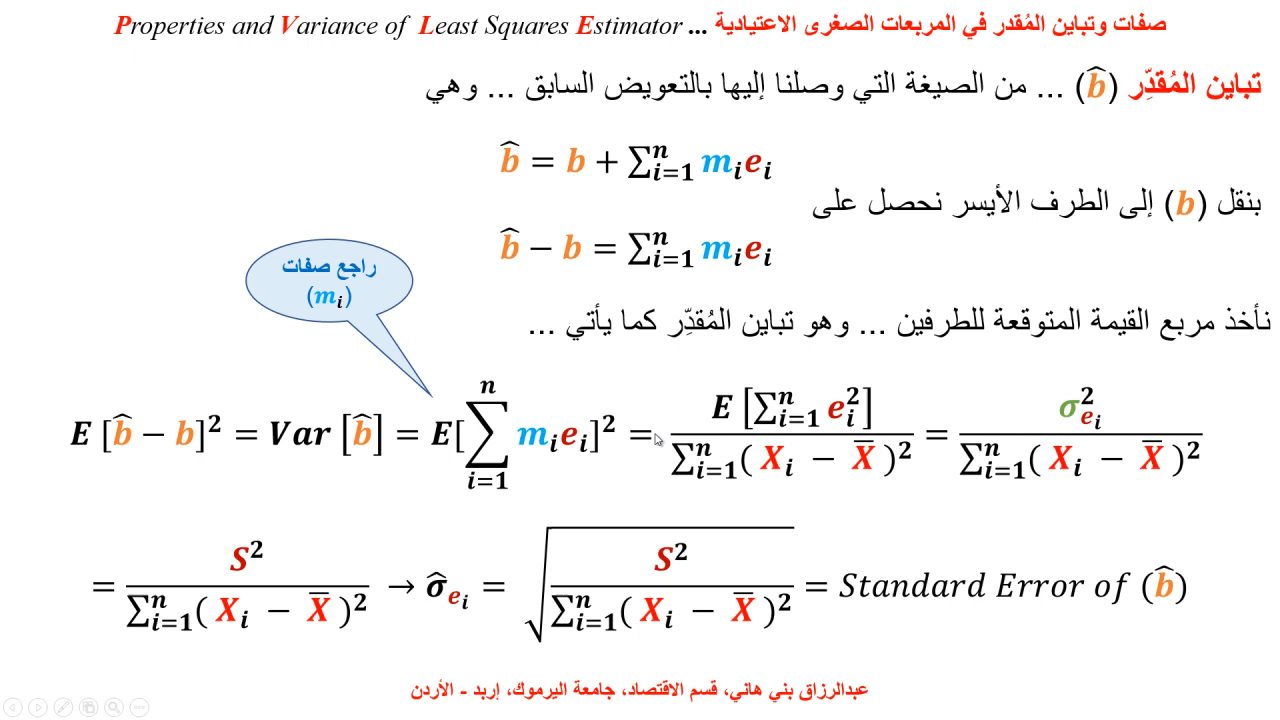 صفات وتباين المُقدر في المربعات الصغرى الاعتيادية ... Properties and Variance of Least Squares Estimator
تباين المُقدِّر (b̂) ... من الصيغة التي وصلنا إليها بالتعويض السابق ... وهي
b̂ = b + ∑ⁿᵢ₌₁ mᵢeᵢ
بنقل (b) إلى الطرف الأيسر نحصل على
b̂ − b = ∑ⁿᵢ₌₁ mᵢeᵢ
راجع صفات
(mᵢ)
نأخذ مربع القيمة المتوقعة للطرفين ... وهو تباين المُقدِّر كما يأتي ...
E [b̂ − b]² = Var [b̂] = E[∑ⁿᵢ₌₁ mᵢeᵢ]² = E [∑ⁿᵢ₌₁ eᵢ²] / ∑ⁿᵢ₌₁( Xᵢ − X̅ )² = σ²ₑᵢ / ∑ⁿᵢ₌₁( Xᵢ − X̅ )²
= S² / ∑ⁿᵢ₌₁( Xᵢ − X̅ )² → σ̂ₑᵢ = √(S² / ∑ⁿᵢ₌₁( Xᵢ − X̅ )²) = Standard Error of (b̂)
عبدالرزاق بني هاني، قسم الاقتصاد، جامعة اليرموك، إربد - الأردن